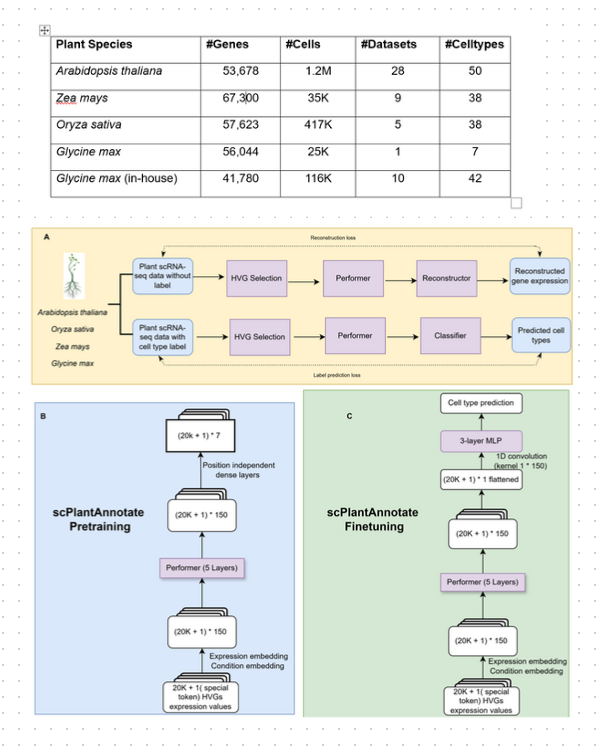 Plant Species #Genes #Cells #Datasets #Celltypes
Arabidopsis thaliana 53,678 1.2M 28 50
Zea mays 67,300 35K 9 38
Oryza sativa 57,623 417K 5 38
Glycine max 56,044 25K 1 7
Glycine max (in-house) 41,780 116K 10 42
A
Reconstruction loss
Plant scRNA-
seq data without
label
HVG Selection
Performer
Reconstructor
Reconstructed
gene expression
Arabidopsis thaliana
Oryza sativa
Zea mays
Glycine max
Plant scRNA-
seq data with
cell type label
HVG Selection
Performer
Classifier
Predicted cell
types
Label prediction loss
B
(20k + 1) * 7
Position independent
dense layers
scPlantAnnotate
Pretraining
(20K + 1) * 150
Performer (5 Layers)
(20K + 1) * 150
Expression embedding
Condition embedding
20K + 1( special
token) HVGs
expression values
C
Cell type prediction
3-layer MLP
1D convolution
(kernel 1 * 150)
(20K + 1) * 1 flattened
scPlantAnnotate
Finetuning
(20K + 1) * 150
Performer (5 Layers)
(20K + 1) * 150
Expression embedding
Condition embedding
20K + 1( special
token) HVGs
expression values